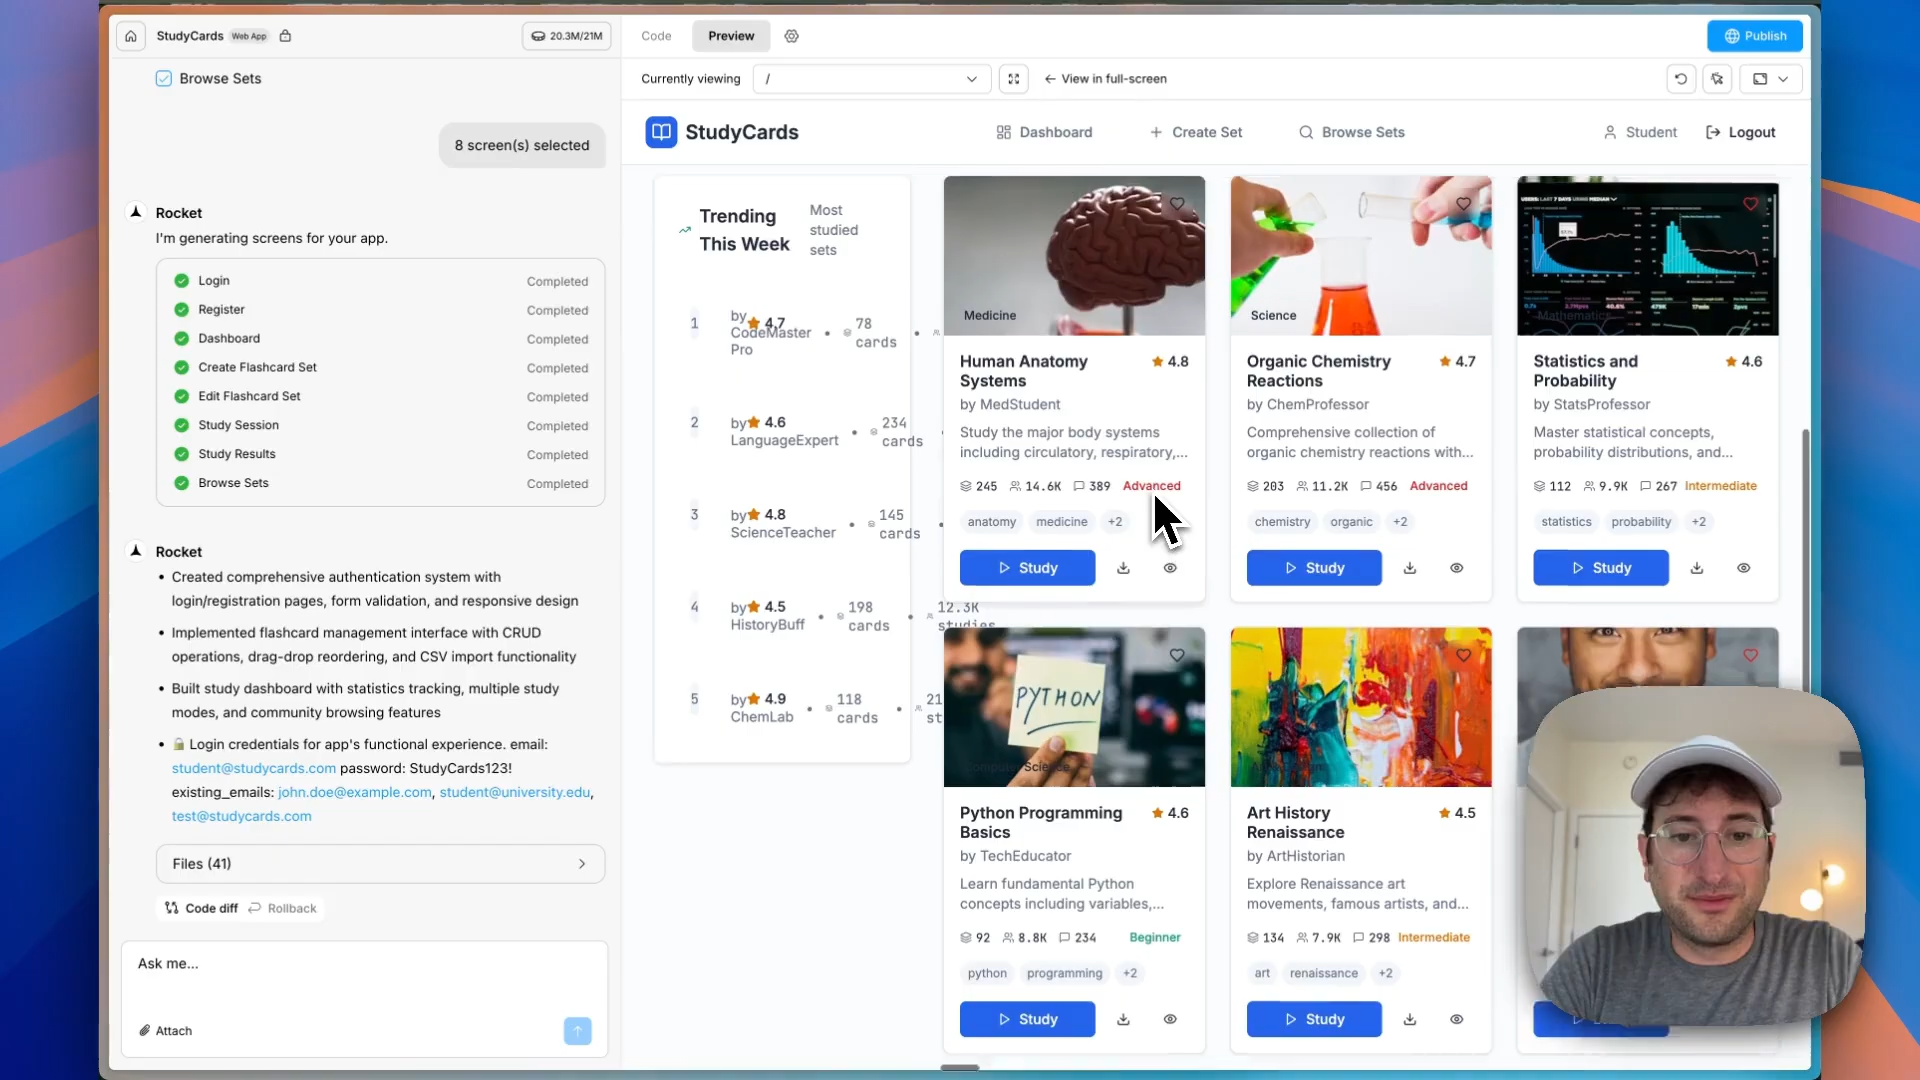 StudyCards Web App
20.3M/21M
Code
Preview
Publish
Browse Sets
Currently viewing
/
View in full-screen
8 screen(s) selected
StudyCards
Dashboard
Create Set
Browse Sets
Student
Logout
Rocket
I'm generating screens for your app.
Login Completed
Register Completed
Dashboard Completed
Create Flashcard Set Completed
Edit Flashcard Set Completed
Study Session Completed
Study Results Completed
Browse Sets Completed
Rocket
• Created comprehensive authentication system with
login/registration pages, form validation, and responsive design
• Implemented flashcard management interface with CRUD
operations, drag-drop reordering, and CSV import functionality
• Built study dashboard with statistics tracking, multiple study
modes, and community browsing features
• 🔒 Login credentials for app's functional experience. email:
student@studycards.com password: StudyCards123!
existing_emails: john.doe@example.com, student@university.edu,
test@studycards.com
Files (41)
Code diff
Rollback
Ask me...
Attach
Trending
This Week
Most
studied
sets
1
by
4.7
CodeMaster
Pro
78
cards
2
by
4.6
LanguageExpert
234
cards
3
by
4.8
ScienceTeacher
145
cards
4
by
4.5
HistoryBuff
198
cards
12.3K
studies
5
by
4.9
ChemLab
118
cards
21
st
Medicine
Human Anatomy
Systems
4.8
by MedStudent
Study the major body systems
including circulatory, respiratory,...
245 14.6K 389 Advanced
anatomy medicine +2
Study
Science
Organic Chemistry
Reactions
4.7
by ChemProfessor
Comprehensive collection of
organic chemistry reactions with...
203 11.2K 456 Advanced
chemistry organic +2
Study
USERS: LAST 7 DAYS USING MEDIAN
Mathematics
Statistics and
Probability
4.6
by StatsProfessor
Master statistical concepts,
probability distributions, and...
112 9.9K 267 Intermediate
statistics probability +2
Study
PYTHON
Computer Science
Python Programming
Basics
4.6
by TechEducator
Learn fundamental Python
concepts including variables,...
92 8.8K 234 Beginner
python programming +2
Study
Art History
Renaissance
4.5
by ArtHistorian
Explore Renaissance art
movements, famous artists, and...
134 7.9K 298 Intermediate
art renaissance +2
Study